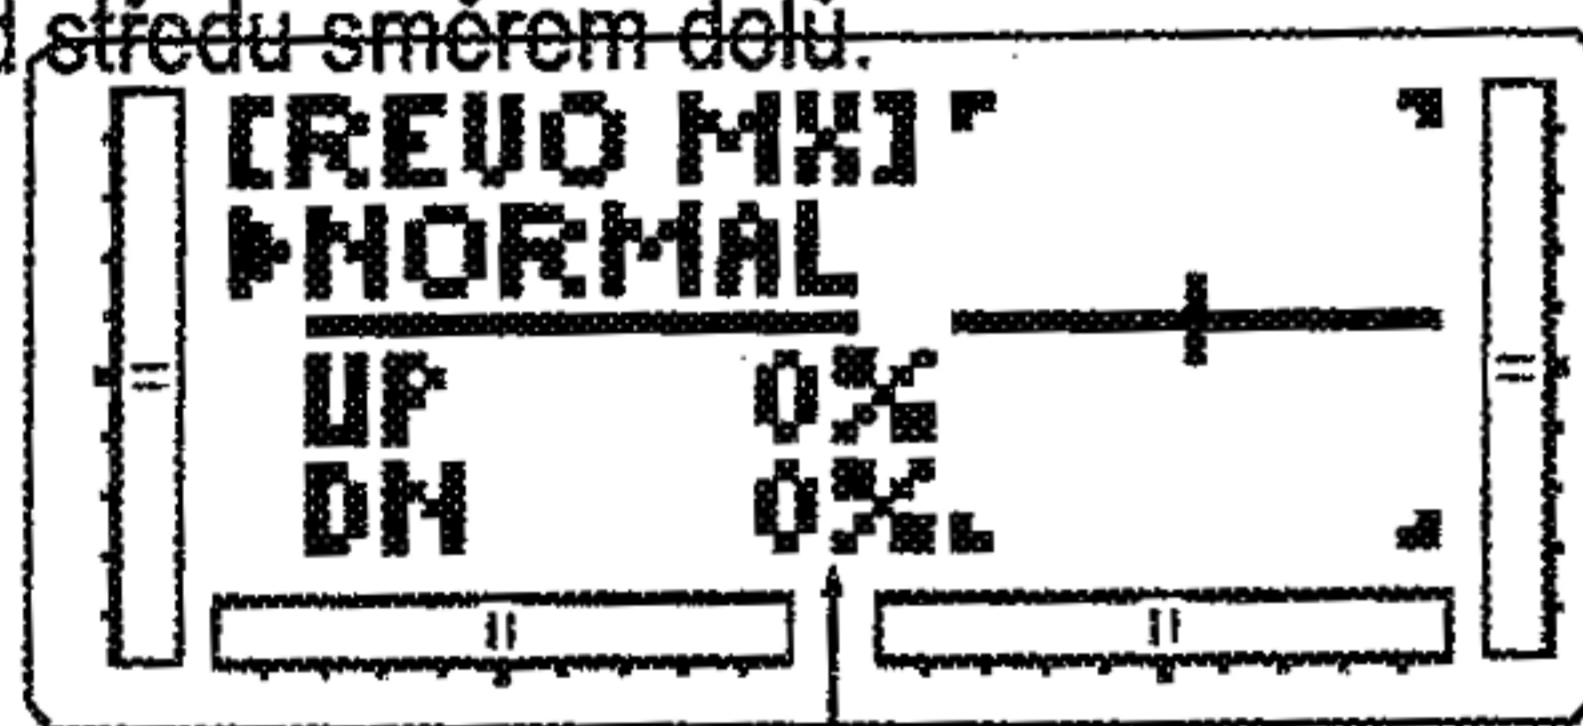 středu směrem dolů.
[REVO MX]
▶NORMAL
UP 0%
DN 0%